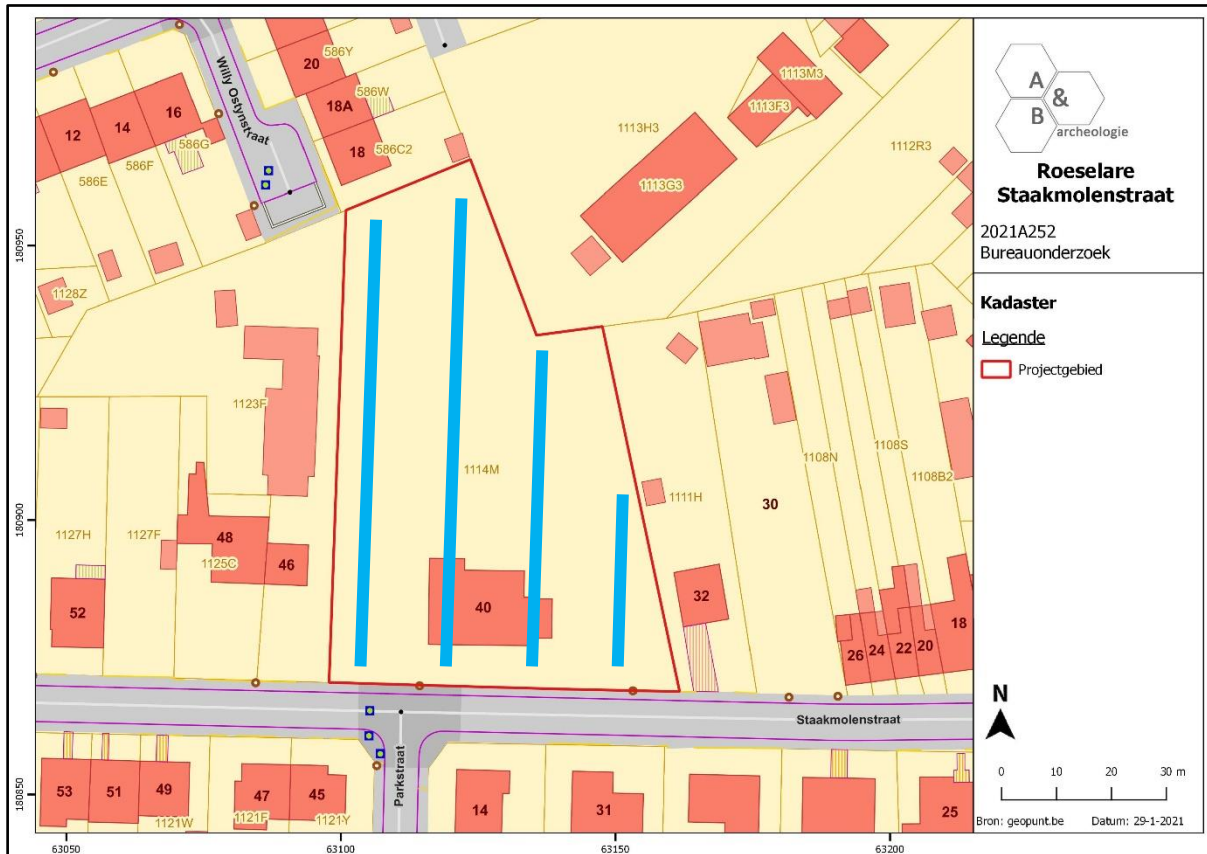 Willy Ostynstraat
586Y
20
586W
18A
586C2
18
16
14
12
586G
586F
586E
1128Z
1113M3
1113F3
1113H3
1113G3
1112R3
1123F
1114M
1111H
1108N
1108S
1108B2
30
1127H
1127F
48
1125C
46
52
40
32
26
24
22
20
18
Staakmolenstraat
Parkstraat
53
51
49
47
45
14
31
25
1121W
1121F
1121Y
180950
180900
180850
63050
63100
63150
63200
A
&
B
archeologie
Roeselare
Staakmolenstraat
2021A252
Bureauonderzoek
Kadaster
Legende
Projectgebied
N
0 10 20 30 m
Bron: geopunt.be Datum: 29-1-2021